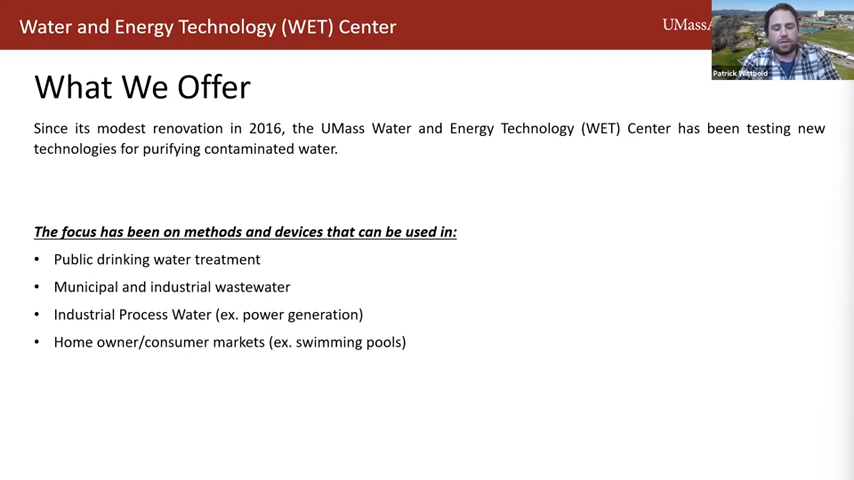 Water and Energy Technology (WET) Center
UMassA
Patrick Wittbold
What We Offer
Since its modest renovation in 2016, the UMass Water and Energy Technology (WET) Center has been testing new
technologies for purifying contaminated water.
The focus has been on methods and devices that can be used in:
• Public drinking water treatment
• Municipal and industrial wastewater
• Industrial Process Water (ex. power generation)
• Home owner/consumer markets (ex. swimming pools)